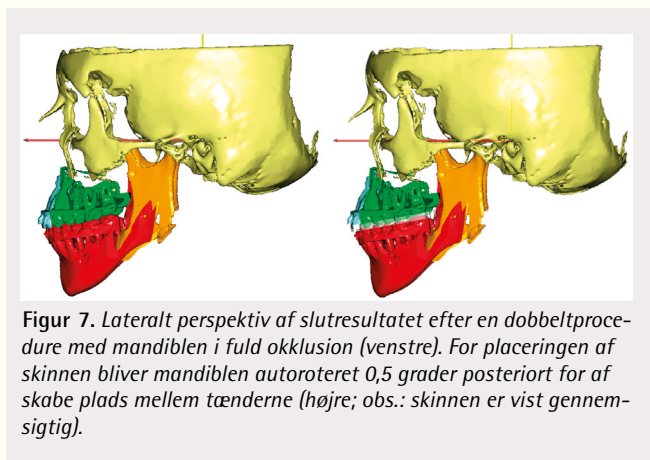 Figur 7. Lateralt perspektiv af slutresultatet efter en dobbeltproce-
dure med mandiblen i fuld okklusion (venstre). For placeringen af
skinnen bliver mandiblen autoroteret 0,5 grader posteriort for af
skabe plads mellem tænderne (højre; obs.: skinnen er vist gennem-
sigtig).